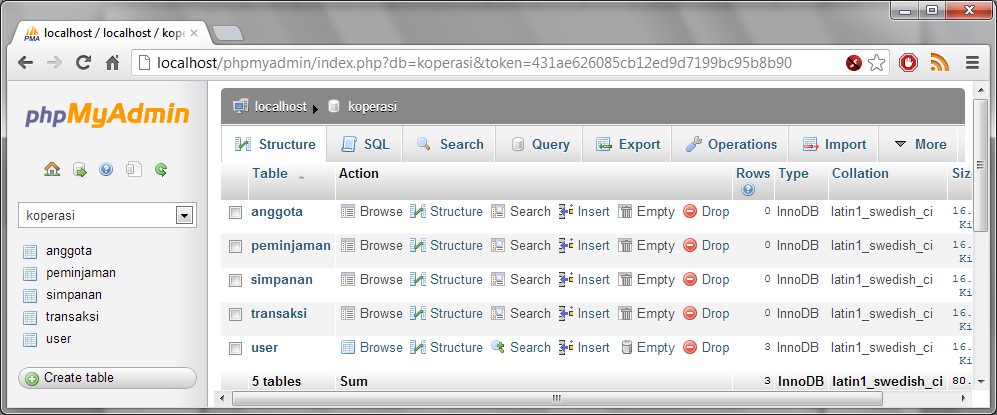 localhost / localhost / kope
localhost/phpmyadmin/index.php?db=koperasi&token=431ae626085cb12ed9d7199bc95b8b90
phpMyAdmin
koperasi
anggota
peminjaman
simpanan
transaksi
user
Create table
localhost koperasi
Structure SQL Search Query Export Operations Import More
Table Action Rows Type Collation Siz
anggota Browse Structure Search Insert Empty Drop 0 InnoDB latin1_swedish_ci 16.
Ki
peminjaman Browse Structure Search Insert Empty Drop 0 InnoDB latin1_swedish_ci 16.
Ki
simpanan Browse Structure Search Insert Empty Drop 0 InnoDB latin1_swedish_ci 16.
Ki
transaksi Browse Structure Search Insert Empty Drop 0 InnoDB latin1_swedish_ci 16.
Ki
user Browse Structure Search Insert Empty Drop 3 InnoDB latin1_swedish_ci 16.
Ki
5 tables Sum 3 InnoDB latin1_swedish_ci 80.